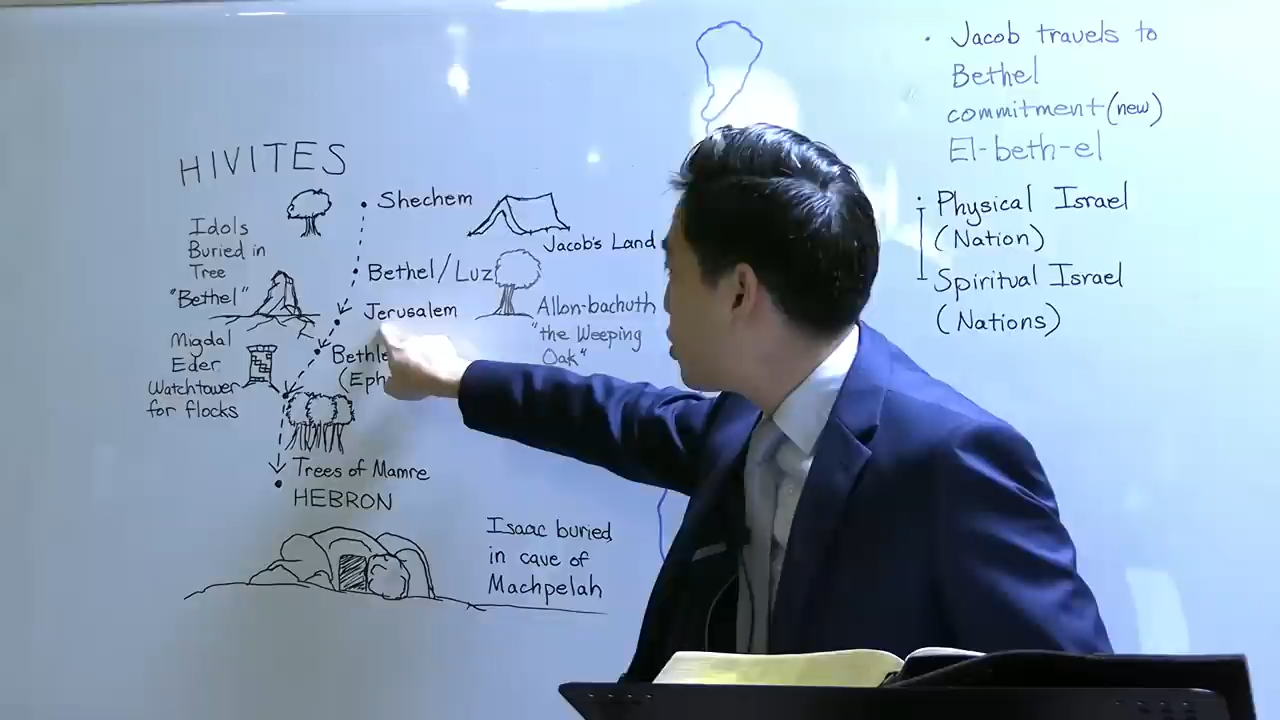 HIVITES
Shechem
Idols
Buried in
Tree
"Bethel"
Jacob's Land
Bethel/Luz
Jerusalem
Allon-bachuth
"the Weeping
Oak"
Migdal
Eder
Watchtower
for flocks
Trees of Mamre
HEBRON
Isaac buried
in cave of
Machpelah
• Jacob travels to
Bethel
commitment (new)
El-beth-el
• Physical Israel
(Nation)
Spiritual Israel
(Nations)